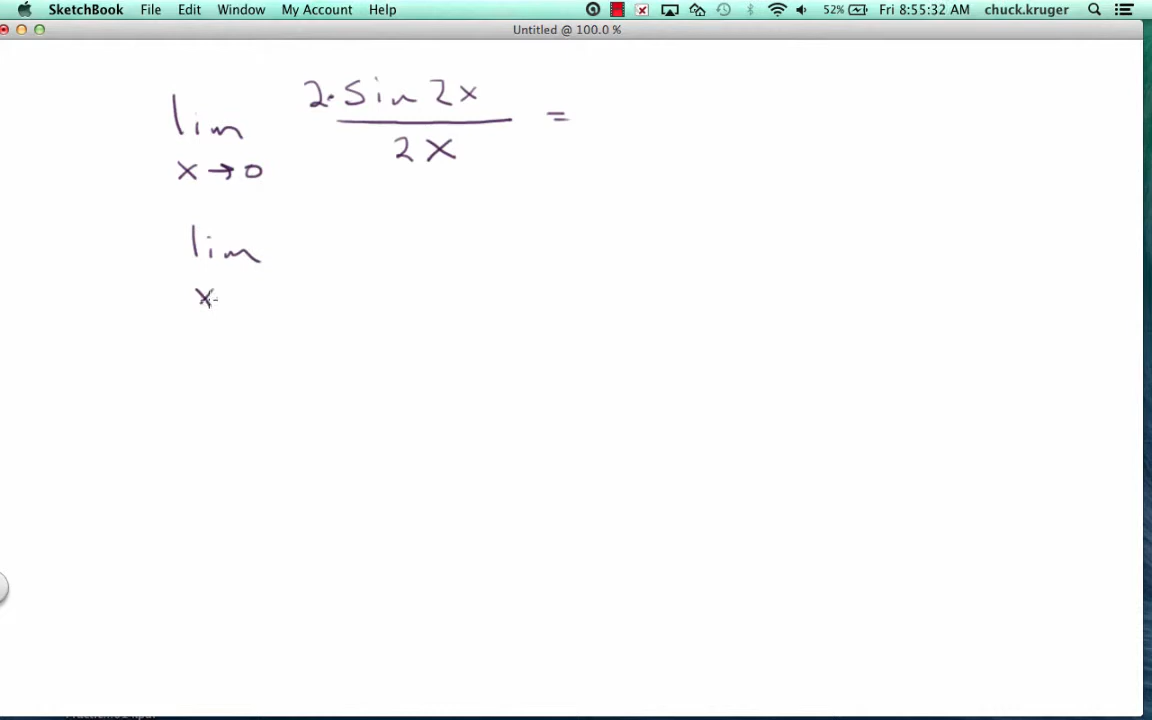 SketchBook File Edit Window My Account Help 52% Fri 8:55:32 AM chuck.kruger
Untitled @ 100.0 %
lim 2·Sin 2x =
x→0 2x
lim
x